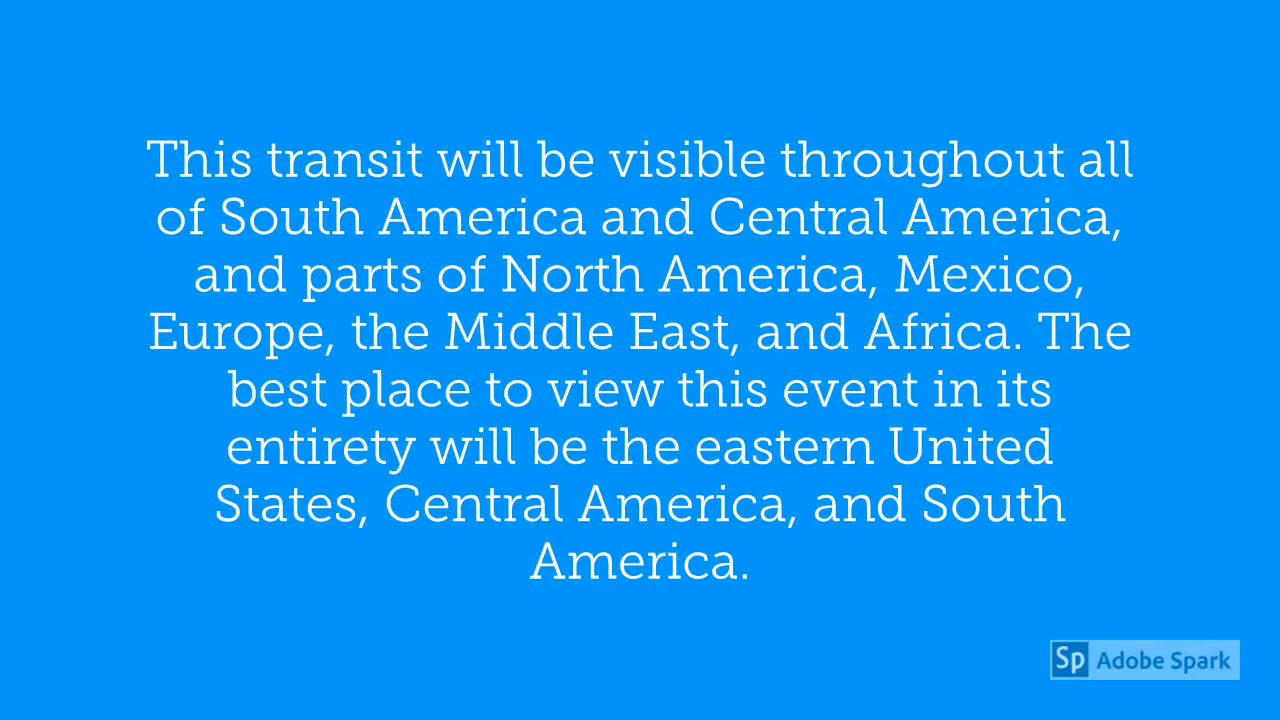 This transit will be visible throughout all
of South America and Central America,
and parts of North America, Mexico,
Europe, the Middle East, and Africa. The
best place to view this event in its
entirety will be the eastern United
States, Central America, and South
America.
Sp Adobe Spark